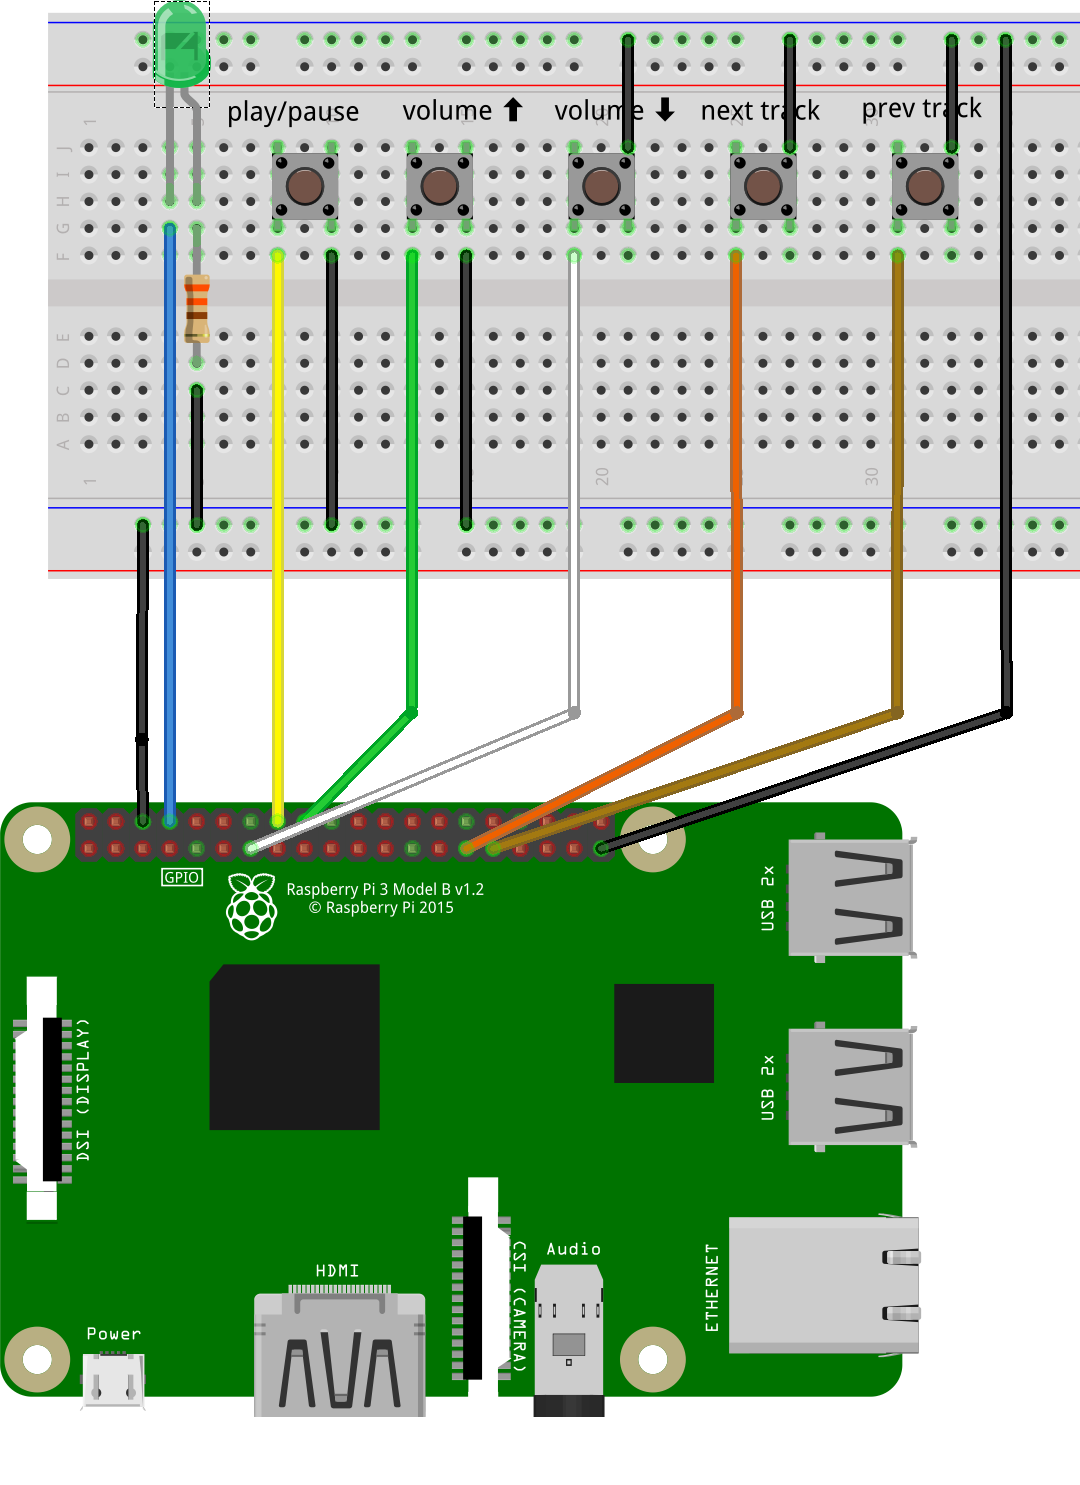 play/pause volume ⬆ volume ⬇ next track prev track
1
J
I
H
G
F
E
D
C
B
A
1 20 30
GPIO
Raspberry Pi 3 Model B v1.2
© Raspberry Pi 2015
USB 2x
DSI (DISPLAY)
USB 2x
CSI (CAMERA)
Audio
ETHERNET
HDMI
Power